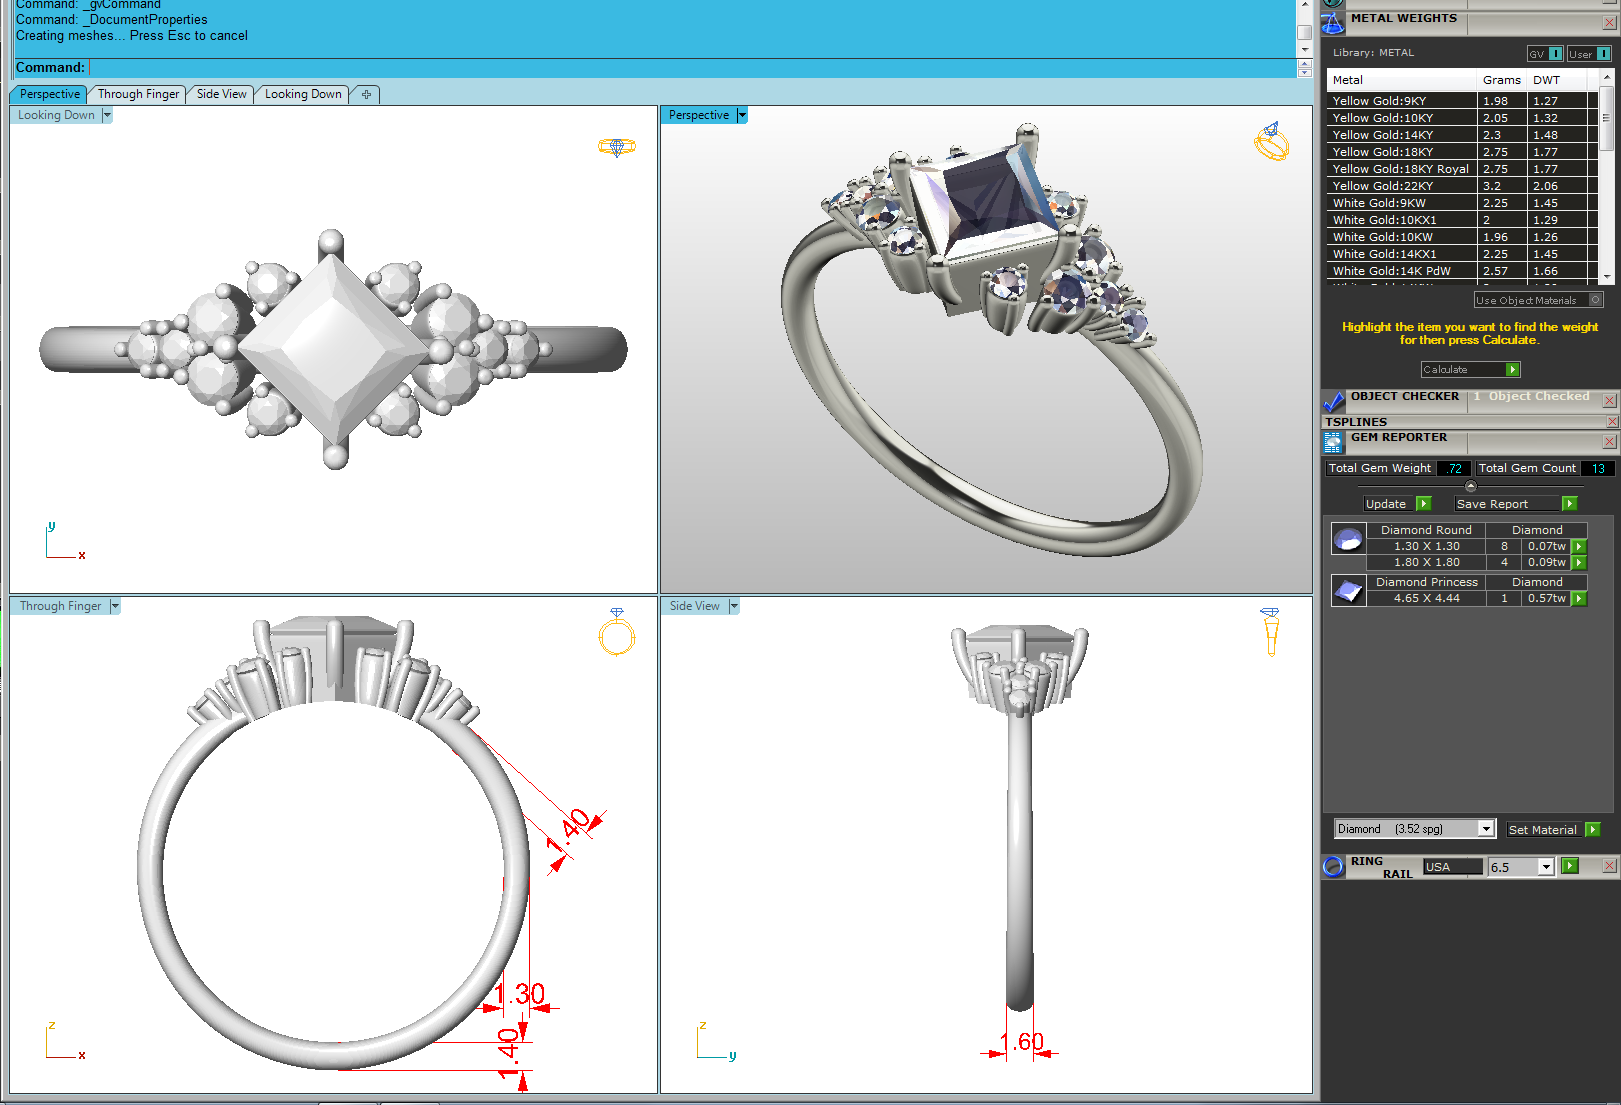 Command: _gvCommand
Command: _DocumentProperties
Creating meshes... Press Esc to cancel
Command:
Perspective Through Finger Side View Looking Down
Looking Down
y
x
Perspective
Through Finger
1.40
1.30
1.40
z
x
Side View
1.60
z
y
METAL WEIGHTS
Library: METAL GV I User I
Metal Grams DWT
Yellow Gold:9KY 1.98 1.27
Yellow Gold:10KY 2.05 1.32
Yellow Gold:14KY 2.3 1.48
Yellow Gold:18KY 2.75 1.77
Yellow Gold:18KY Royal 2.75 1.77
Yellow Gold:22KY 3.2 2.06
White Gold:9KW 2.25 1.45
White Gold:10KX1 2 1.29
White Gold:10KW 1.96 1.26
White Gold:14KX1 2.25 1.45
White Gold:14K PdW 2.57 1.66
Use Object Materials O
Highlight the item you want to find the weight
for then press Calculate.
Calculate
OBJECT CHECKER 1 Object Checked
TSPLINES
GEM REPORTER
Total Gem Weight .72 Total Gem Count 13
Update Save Report
Diamond Round Diamond
1.30 X 1.30 8 0.07tw
1.80 X 1.80 4 0.09tw
Diamond Princess Diamond
4.65 X 4.44 1 0.57tw
Diamond (3.52 spg) Set Material
RING
RAIL USA 6.5